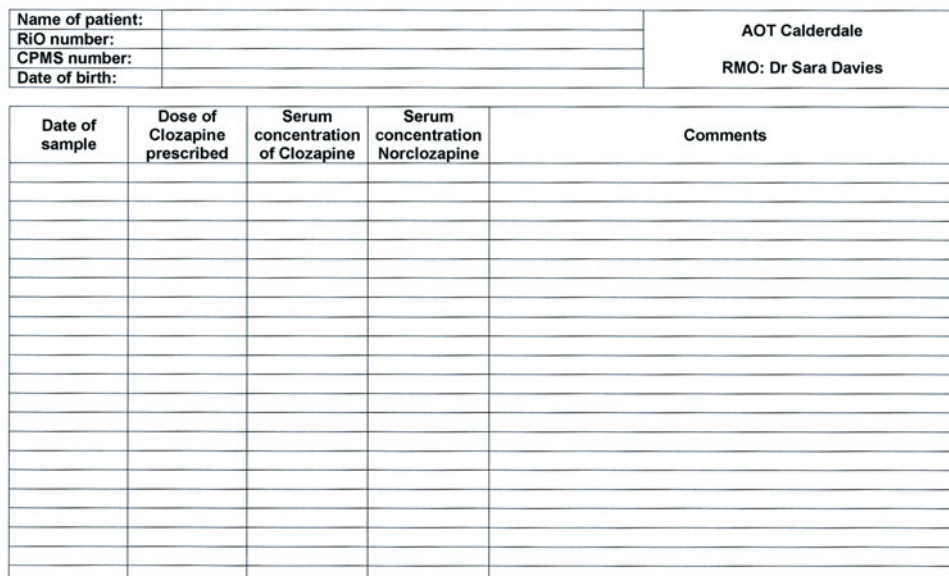 Name of patient:
RiO number:
CPMS number:
Date of birth:
AOT Calderdale
RMO: Dr Sara Davies
Date of
sample
Dose of
Clozapine
prescribed
Serum
concentration
of Clozapine
Serum
concentration
Norclozapine
Comments